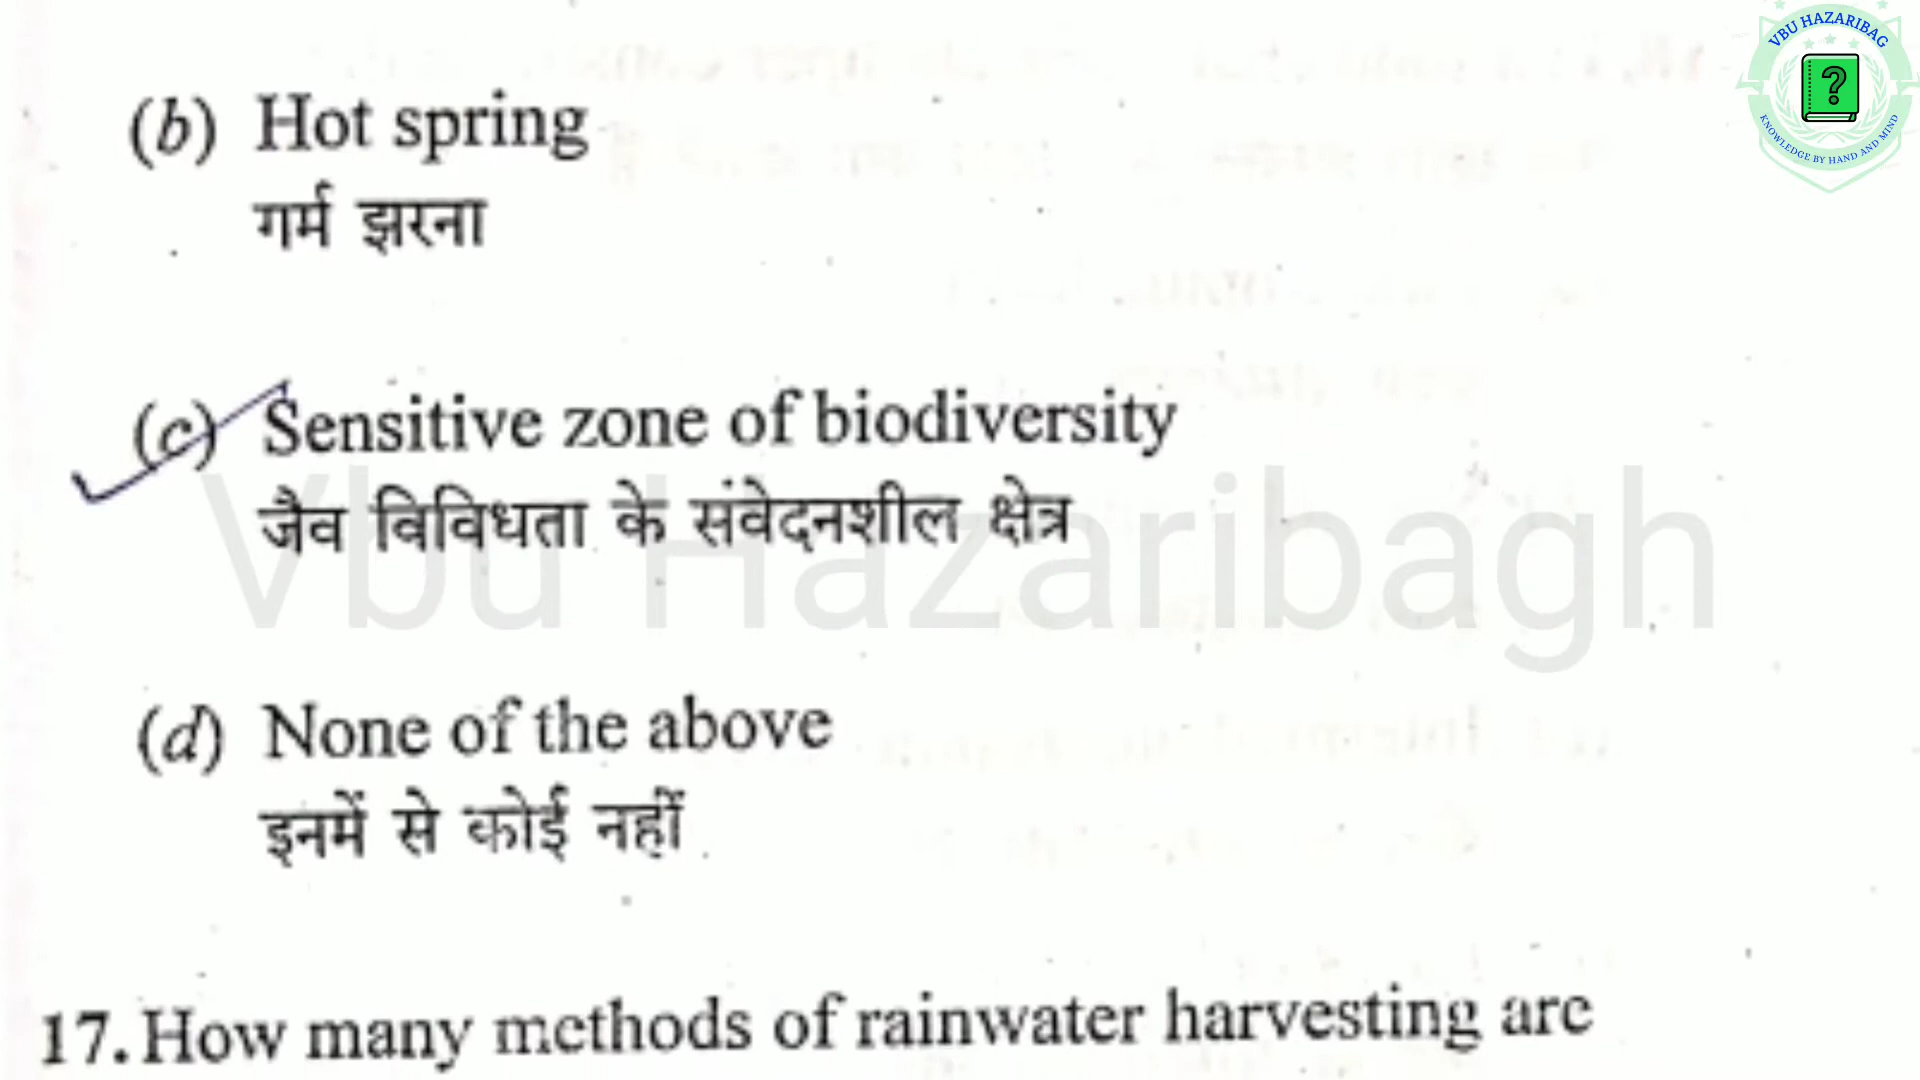 VBU HAZARIBAG
?
KNOWLEDGE BY HAND AND MIND
(b) Hot spring
गर्म झरना
(c) Sensitive zone of biodiversity
जैव विविधता के संवेदनशील क्षेत्र
Vbu Hazaribagh
(d) None of the above
इनमें से कोई नहीं
17. How many methods of rainwater harvesting are